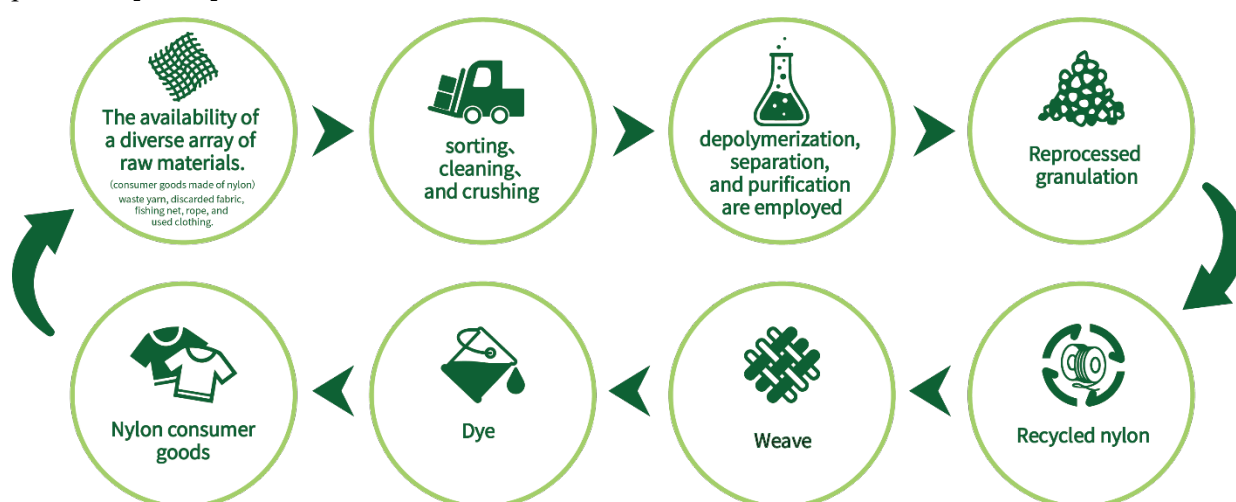 The availability of
a diverse array of
raw materials.
(consumer goods made of nylon)
waste yarn, discarded fabric,
fishing net, rope, and
used clothing.
sorting、
cleaning、
and crushing
depolymerization,
separation,
and purification
are employed
Reprocessed
granulation
Nylon consumer
goods
Dye
Weave
Recycled nylon